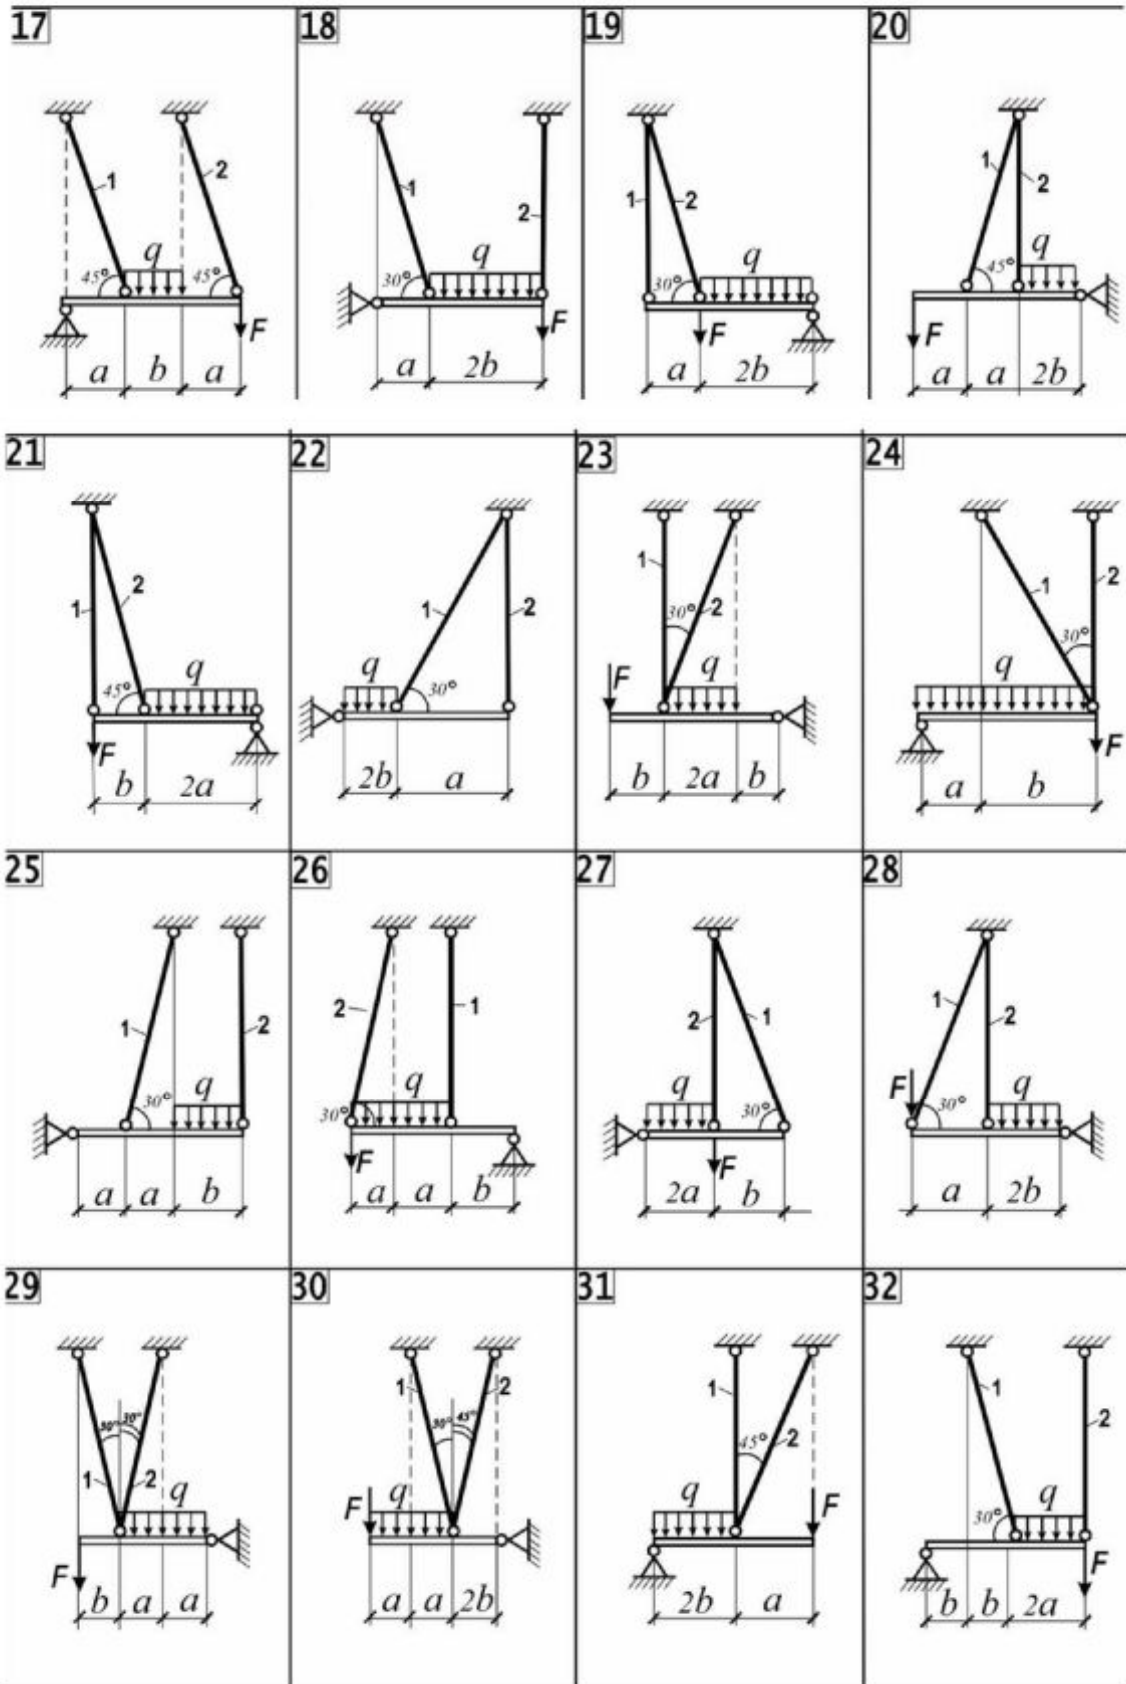 17 18 19 20
1 2 1 2 1 2 1 2
45° q 45° 30° q 30° q 45° q
F F F F
a b a a 2b a 2b a a 2b
21 22 23 24
1 2 1 2 1 2 1 2
45° q q 30° F 30° q q 30°
F F
b 2a 2b a b 2a b a b
25 26 27 28
1 2 2 1 2 1 1 2
30° q 30° q q 30° F 30° q
F F
a a b a a b 2a b a 2b
29 30 31 32
30° 30° 1 30° 45° 2 1 45° 2 1 2
1 2 q F q q F 30° q
F F
b a a a a 2b 2b a b b 2a